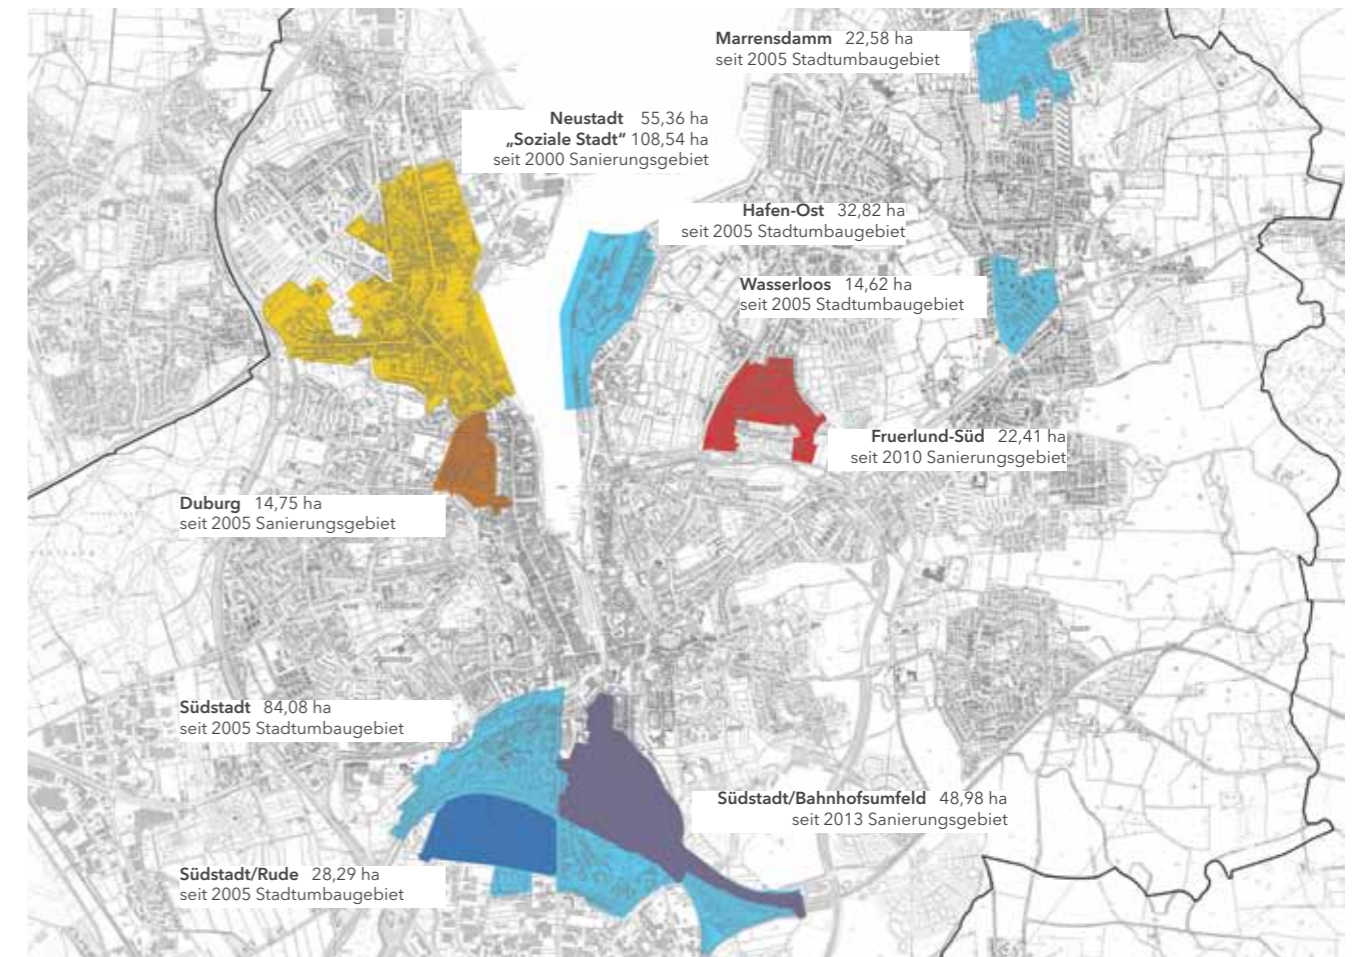 Marrensdamm 22,58 ha
seit 2005 Stadtumbaugebiet
Neustadt 55,36 ha
„Soziale Stadt“ 108,54 ha
seit 2000 Sanierungsgebiet
Hafen-Ost 32,82 ha
seit 2005 Stadtumbaugebiet
Wasserloos 14,62 ha
seit 2005 Stadtumbaugebiet
Fruerlund-Süd 22,41 ha
seit 2010 Sanierungsgebiet
Duburg 14,75 ha
seit 2005 Sanierungsgebiet
Südstadt 84,08 ha
seit 2005 Stadtumbaugebiet
Südstadt/Bahnhofsumfeld 48,98 ha
seit 2013 Sanierungsgebiet
Südstadt/Rude 28,29 ha
seit 2005 Stadtumbaugebiet